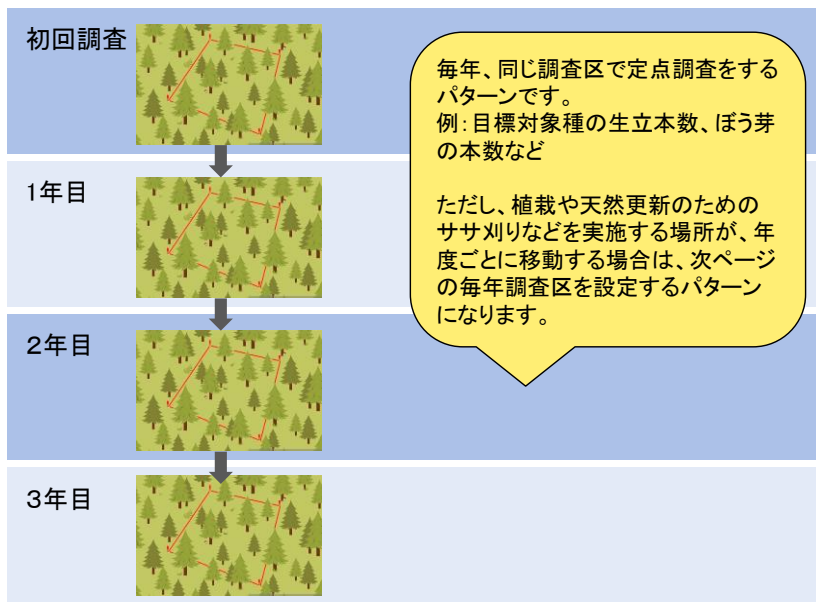 初回調査
毎年、同じ調査区で定点調査をする
パターンです。
例：目標対象種の生立本数、ぼう芽
の本数など
ただし、植栽や天然更新のための
ササ刈りなどを実施する場所が、年
度ごとに移動する場合は、次ページ
の毎年調査区を設定するパターン
になります。
1年目
２年目
３年目